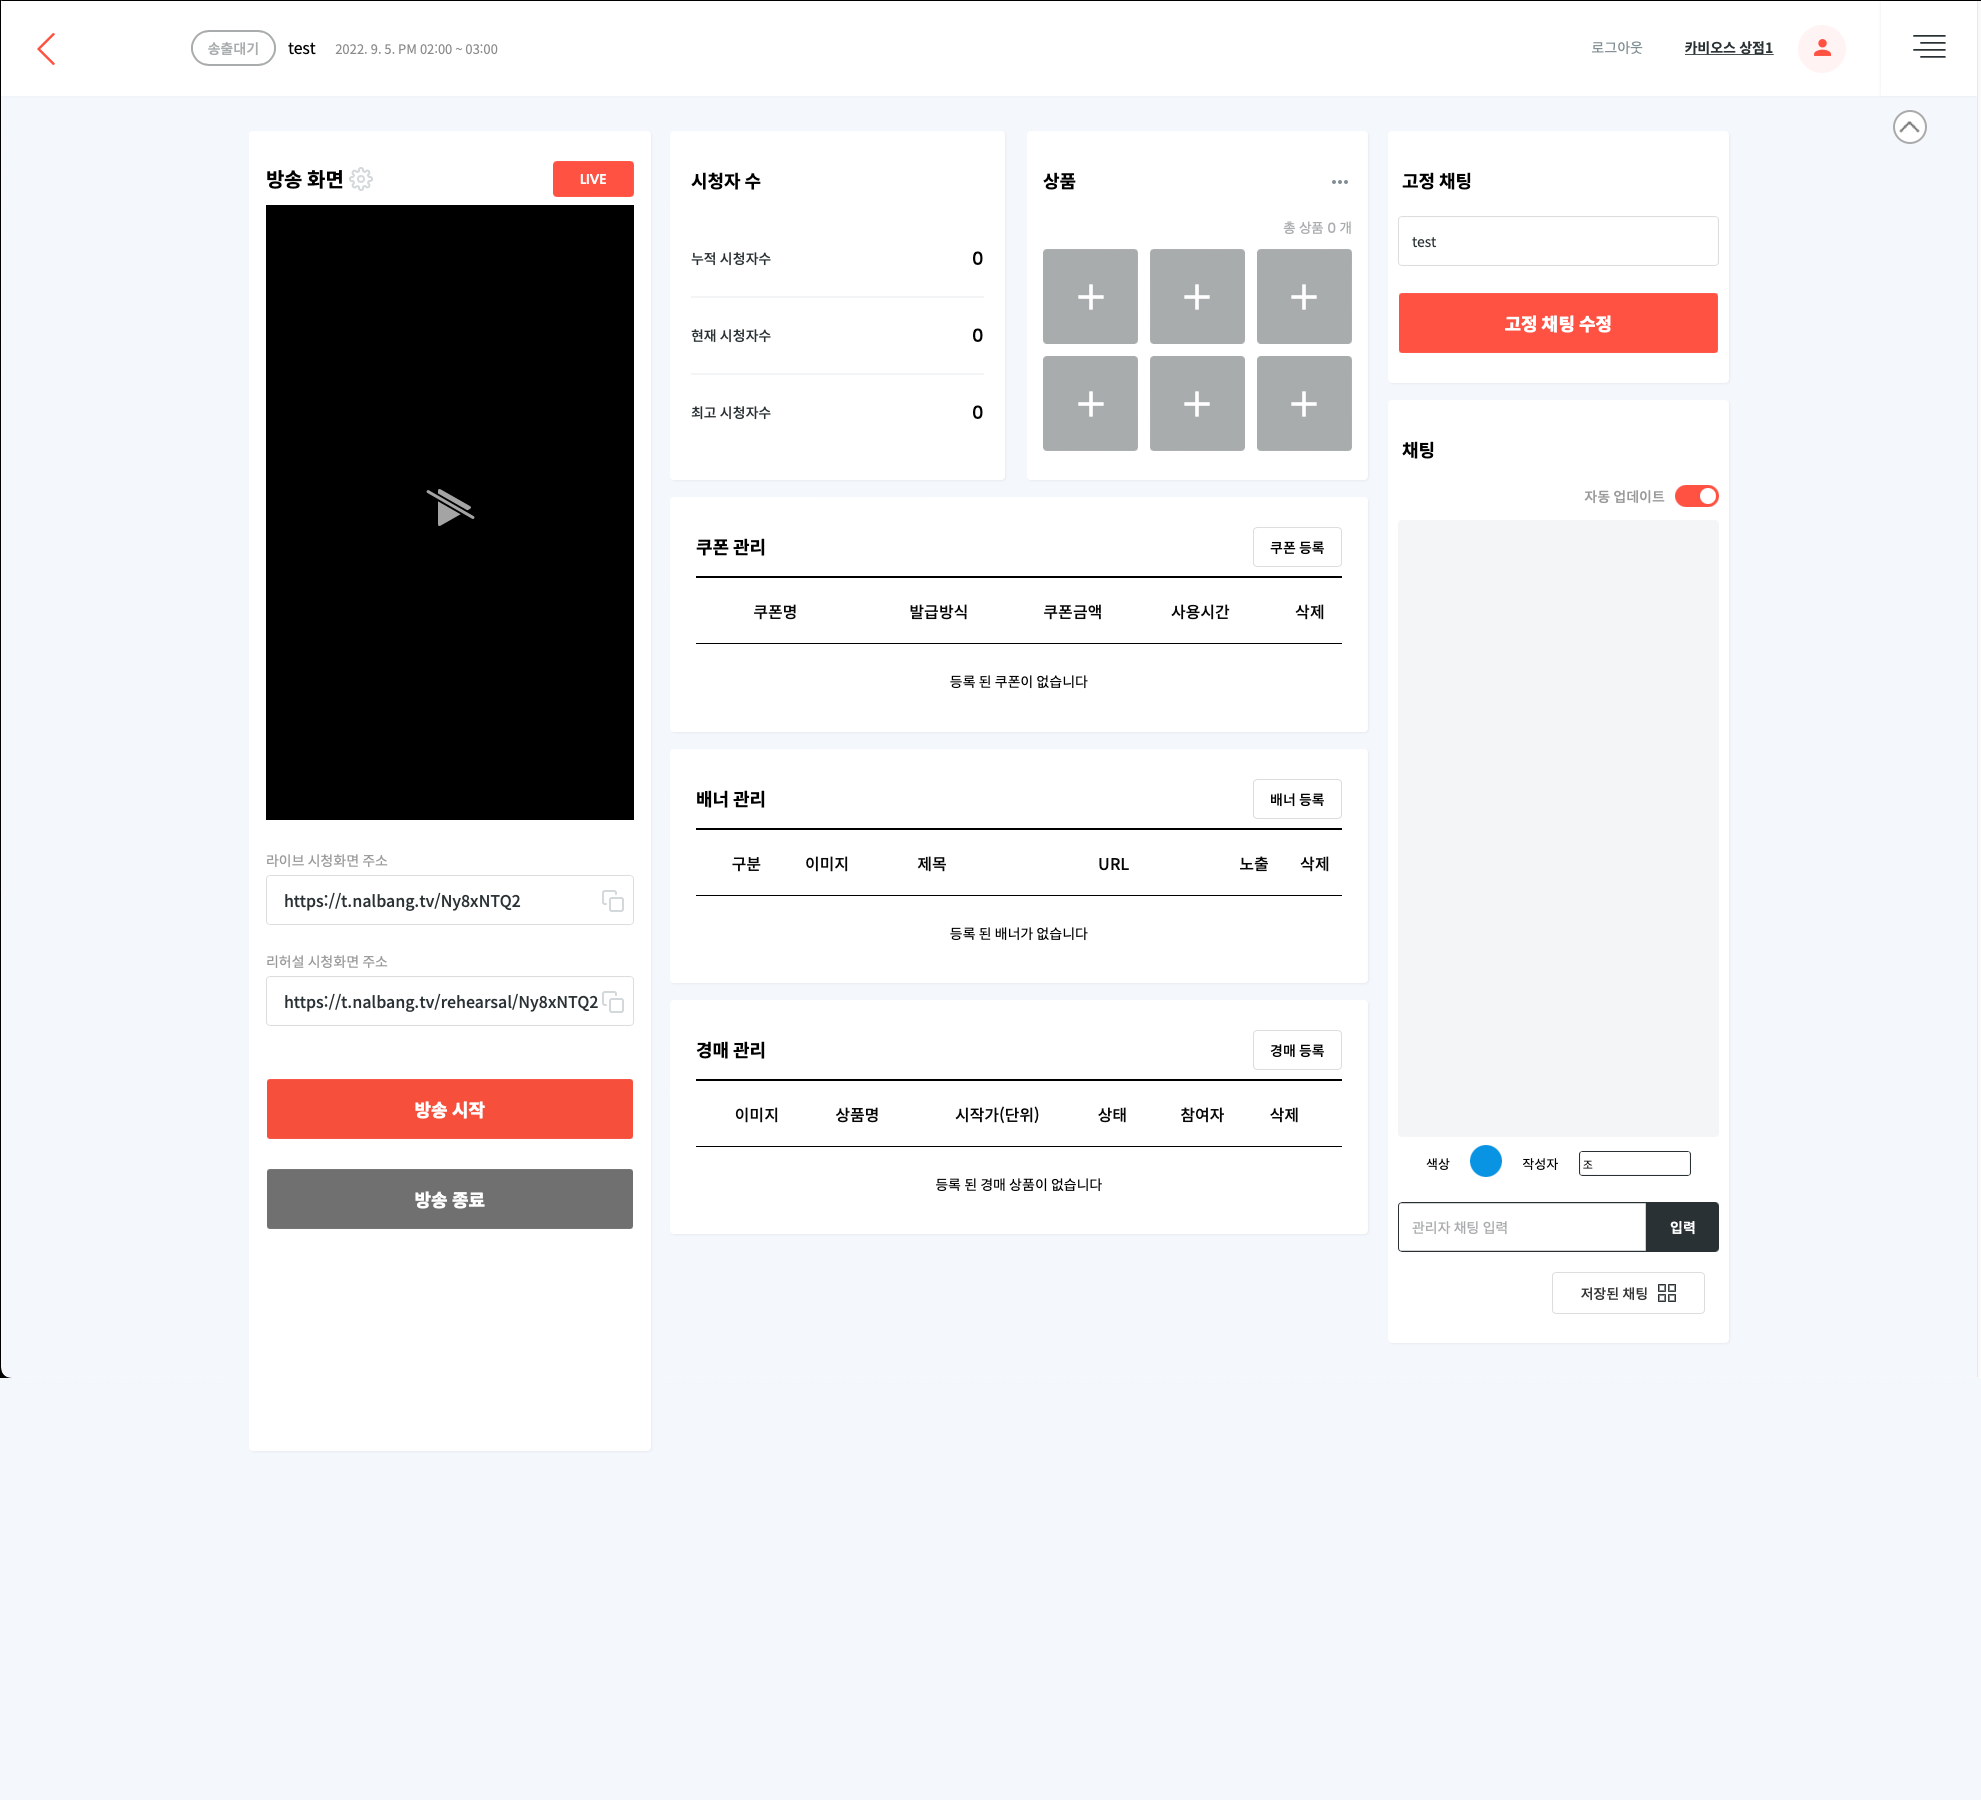 송출대기 test 2022. 9. 5. PM 02:00 ~ 03:00
로그아웃 카비오스 상점1
방송 화면
LIVE
라이브 시청화면 주소
https://t.nalbang.tv/Ny8xNTQ2
리허설 시청화면 주소
https://t.nalbang.tv/rehearsal/Ny8xNTQ2
방송 시작
방송 종료
시청자 수
누적 시청자수 0
현재 시청자수 0
최고 시청자수 0
상품
총 상품 0 개
쿠폰 관리
쿠폰 등록
쿠폰명 발급방식 쿠폰금액 사용시간 삭제
등록 된 쿠폰이 없습니다
배너 관리
배너 등록
구분 이미지 제목 URL 노출 삭제
등록 된 배너가 없습니다
경매 관리
경매 등록
이미지 상품명 시작가(단위) 상태 참여자 삭제
등록 된 경매 상품이 없습니다
고정 채팅
test
고정 채팅 수정
채팅
자동 업데이트
색상 작성자 조
관리자 채팅 입력 입력
저장된 채팅